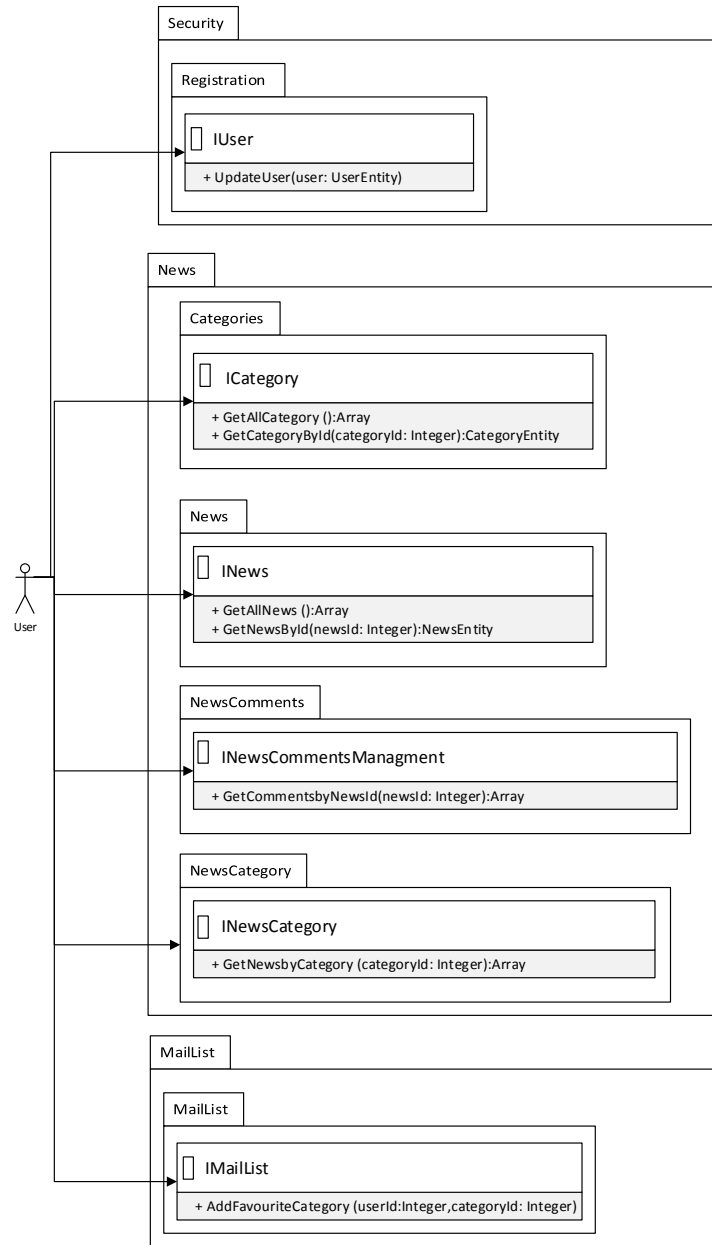 Security
Registration
IUser
+ UpdateUser(user: UserEntity)
News
Categories
ICategory
+ GetAllCategory ():Array
+ GetCategoryById(categoryId: Integer):CategoryEntity
News
INews
+ GetAllNews ():Array
+ GetNewsById(newsId: Integer):NewsEntity
User
NewsComments
INewsCommentsManagment
+ GetCommentsbyNewsId(newsId: Integer):Array
NewsCategory
INewsCategory
+ GetNewsbyCategory (categoryId: Integer):Array
MailList
MailList
IMailList
+ AddFavouriteCategory (userId:Integer,categoryId: Integer)